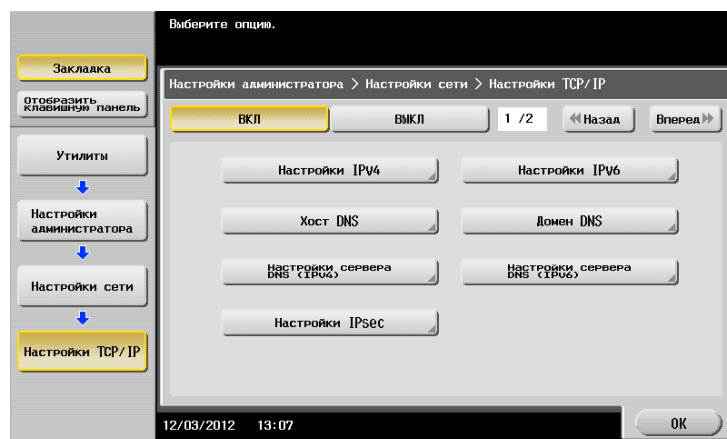 Выберите опцию.
Закладка
Отобразить
клавишную панель
Утилиты
Настройки
администратора
Настройки сети
Настройки TCP/IP
Настройки администратора > Настройки сети > Настройки TCP/IP
ВКЛ
ВЫКЛ
1 /2
Назад
Вперед
Настройки IPv4
Настройки IPv6
Хост DNS
Домен DNS
Настройки сервера
DNS (IPv4)
Настройки сервера
DNS (IPv6)
Настройки IPsec
12/03/2012 13:07
OK